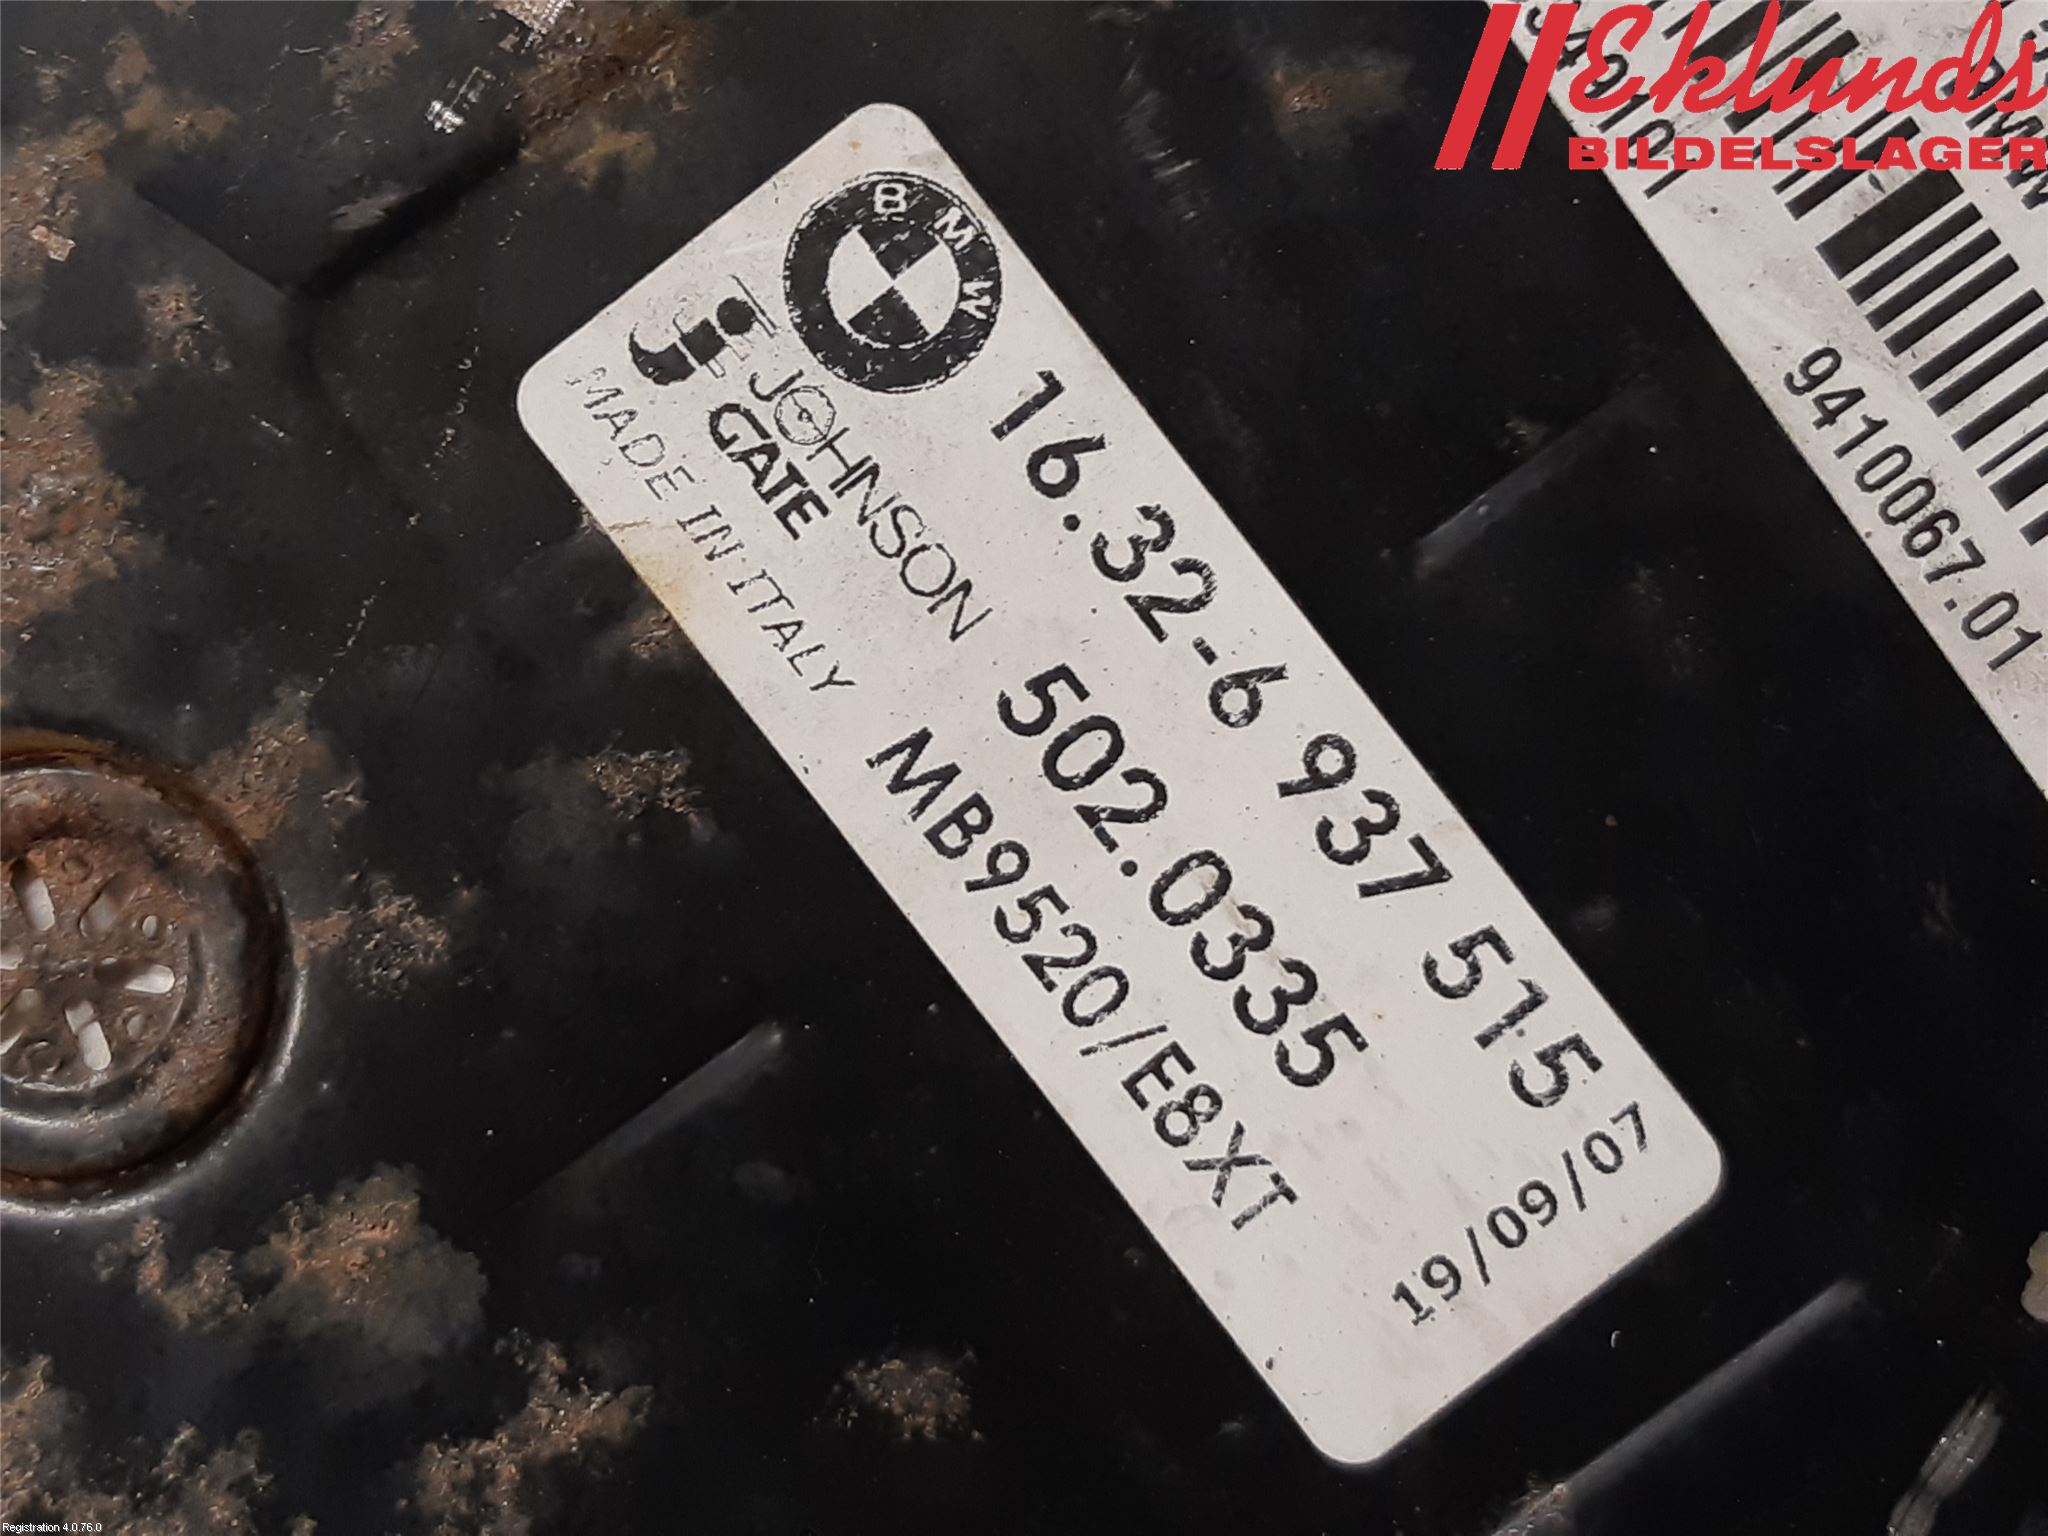 Eklunds
BILDELSLAGER
BMW
16.32-6 937 515
JOHNSON
GATE
502.0335
MADE IN ITALY
MB9520/E8XT
19/09/07
9410067.01
BMW
Registration 4.0.76.0